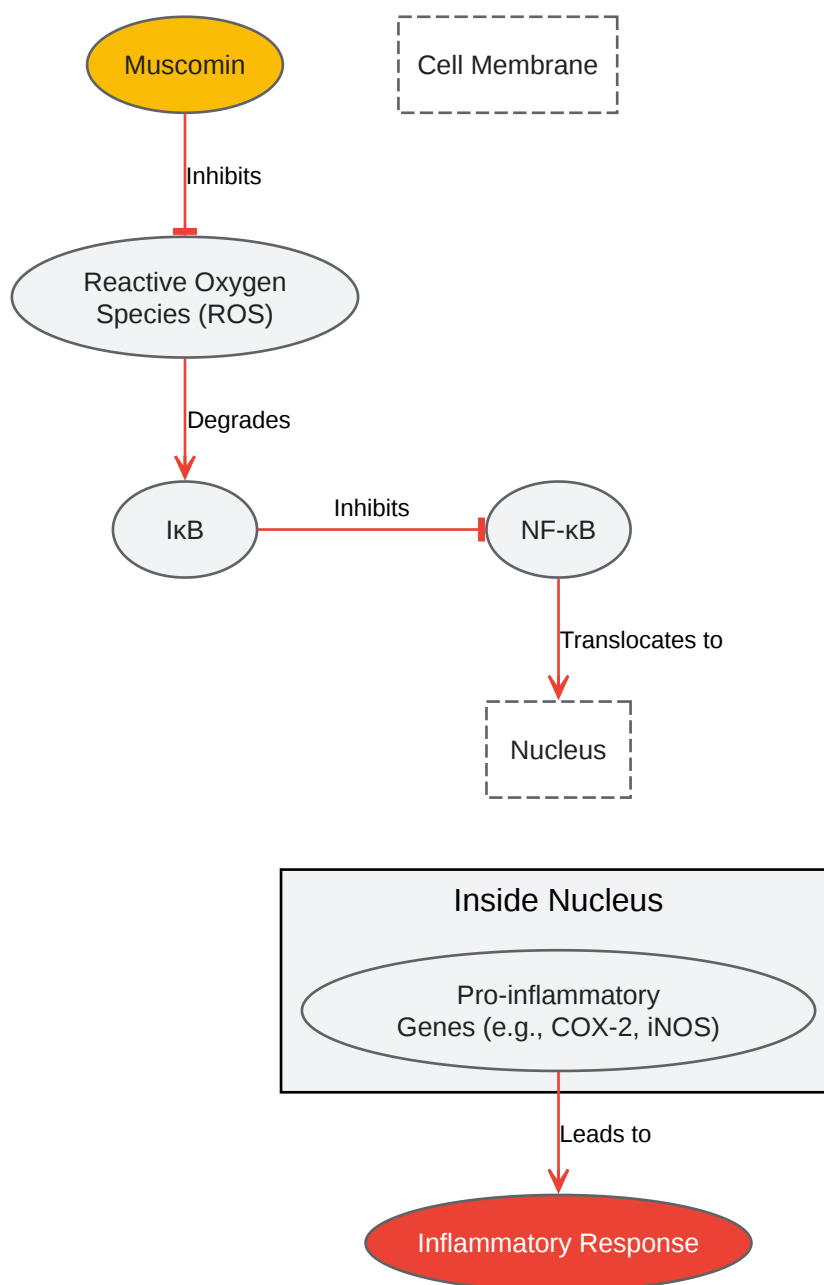 Muscomin
Cell Membrane
Inhibits
Reactive Oxygen
Species (ROS)
Degrades
IκB
Inhibits
NF-κB
Translocates to
Nucleus
Inside Nucleus
Pro-inflammatory
Genes (e.g., COX-2, iNOS)
Leads to
Inflammatory Response